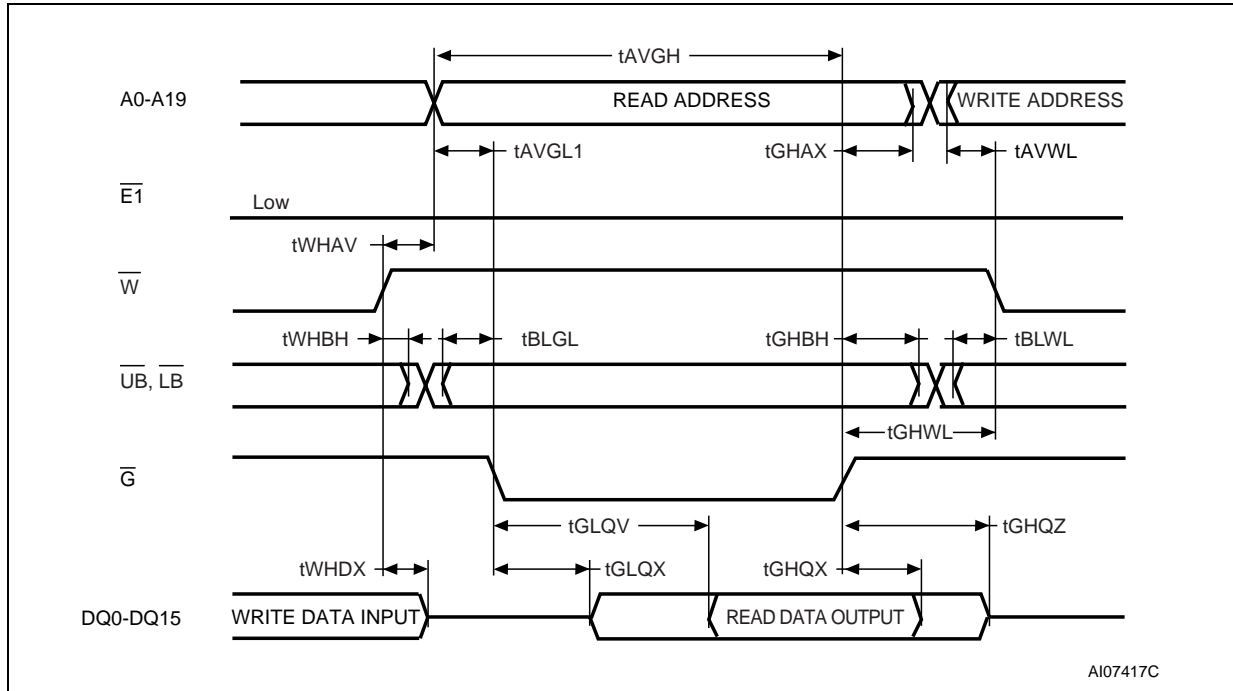 tAVGH
A0-A19
READ ADDRESS
WRITE ADDRESS
tAVGL1
tGHAX
tAVWL
E1
Low
tWHAV
W
tWHBH
tBLGL
tGHBH
tBLWL
UB, LB
tGHWL
G
tGLQV
tGHQZ
tWHDX
tGLQX
tGHQX
DQ0-DQ15
WRITE DATA INPUT
READ DATA OUTPUT
AI07417C